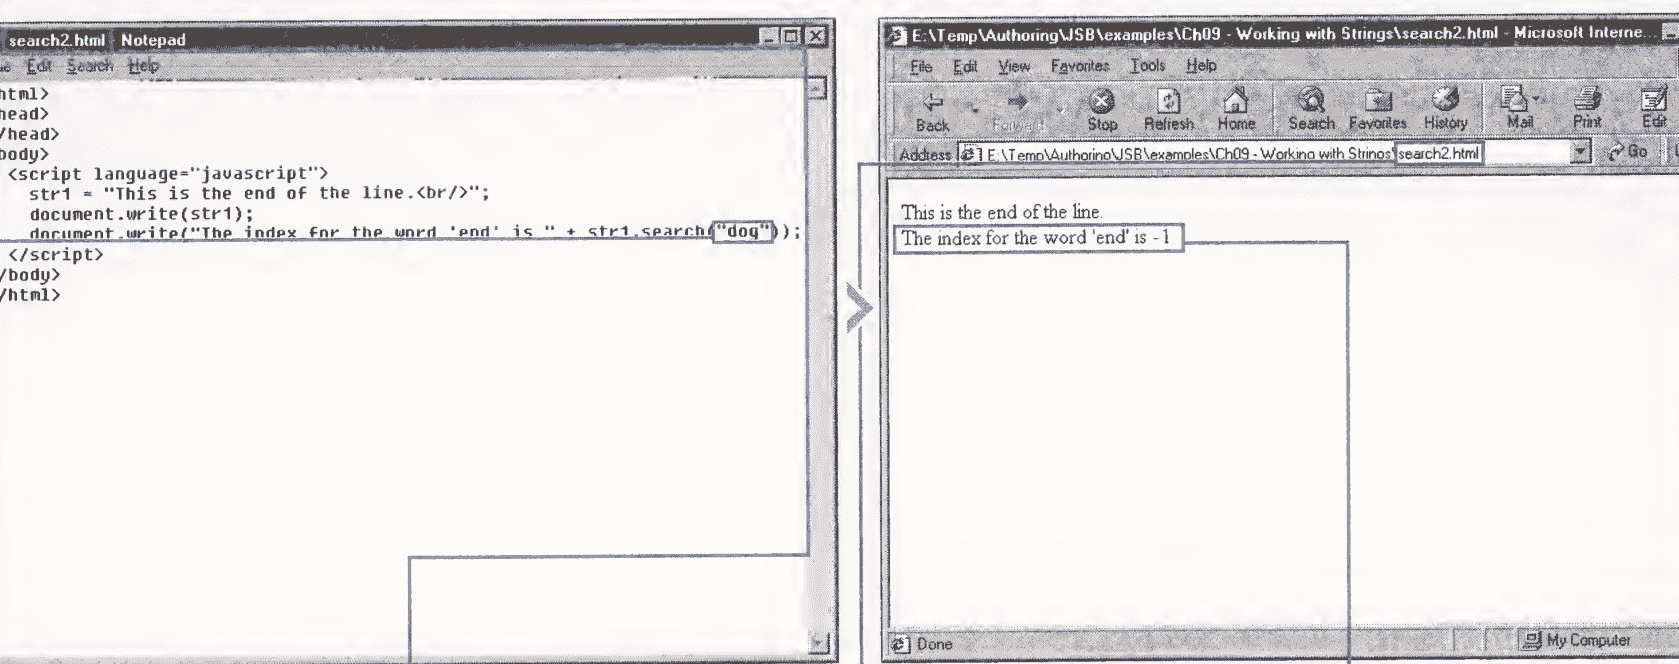 search2.html Notepad
Edit Search Help
html>
head>
/head>
body>
<script language="javascript">
str1 = "This is the end of the line.<br/>";
document.write(str1);
document.write("The index for the word 'end' is " + str1.search("dog"));
</script>
/body>
/html>
E:\Temp\Authoring\JSB\examples\Ch09 - Working with Strings\search2.html - Microsoft Interne...
File Edit View Favorites Tools Help
Back Forward Stop Refresh Home Search Favorites History Mail Print Edit
Address E:\Temp\Authoring\JSB\examples\Ch09 - Working with Strings\search2.html Go
This is the end of the line.
The index for the word 'end' is -1
Done My Computer